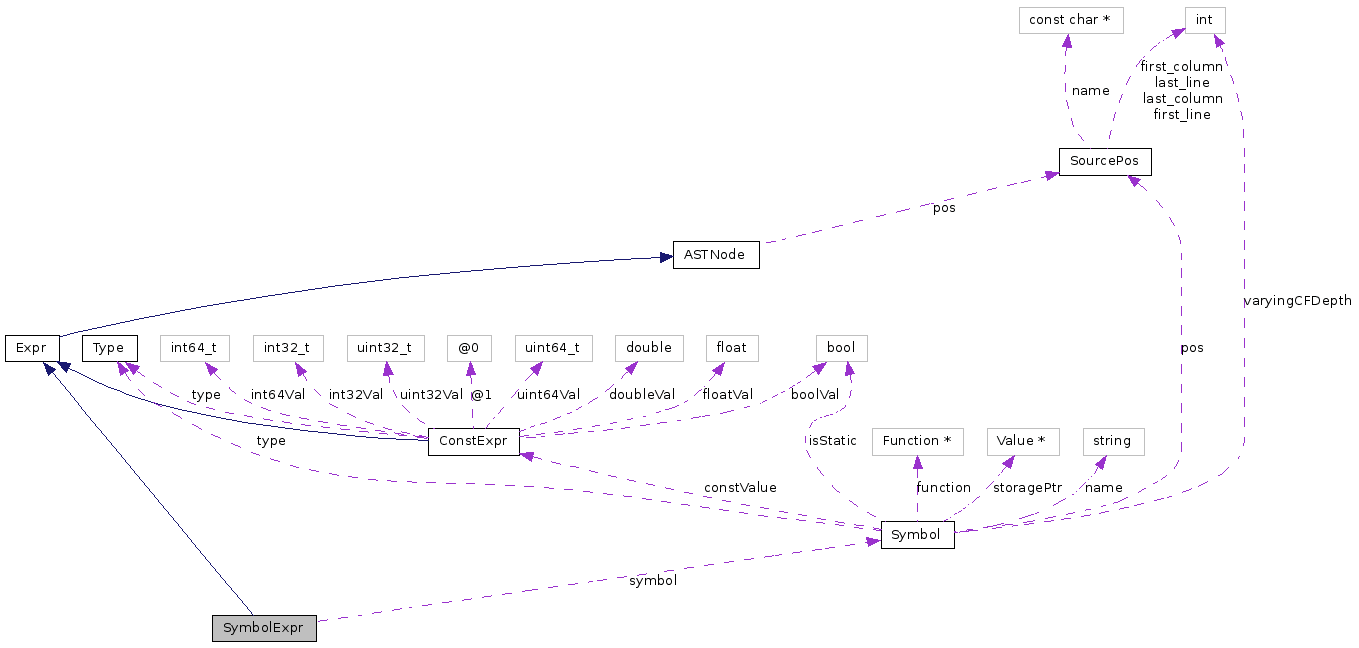 const char *
int
first_column
last_line
last_column
first_line
name
SourcePos
pos
ASTNode
varyingCFDepth
Expr
Type
int64_t
int32_t
uint32_t
@0
uint64_t
double
float
bool
pos
type
int64Val
int32Val
uint32Val
@1
uint64Val
doubleVal
floatVal
boolVal
type
ConstExpr
isStatic
Function *
Value *
string
constValue
function
storagePtr
name
Symbol
symbol
SymbolExpr